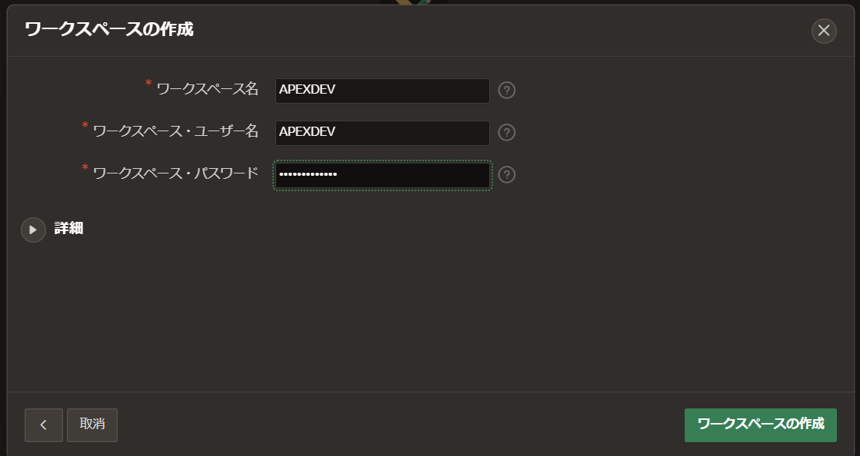 ワークスペースの作成
* ワークスペース名 APEXDEV ?
* ワークスペース・ユーザー名 APEXDEV ?
* ワークスペース・パスワード ••••••••••••• ?
詳細
取消 ワークスペースの作成